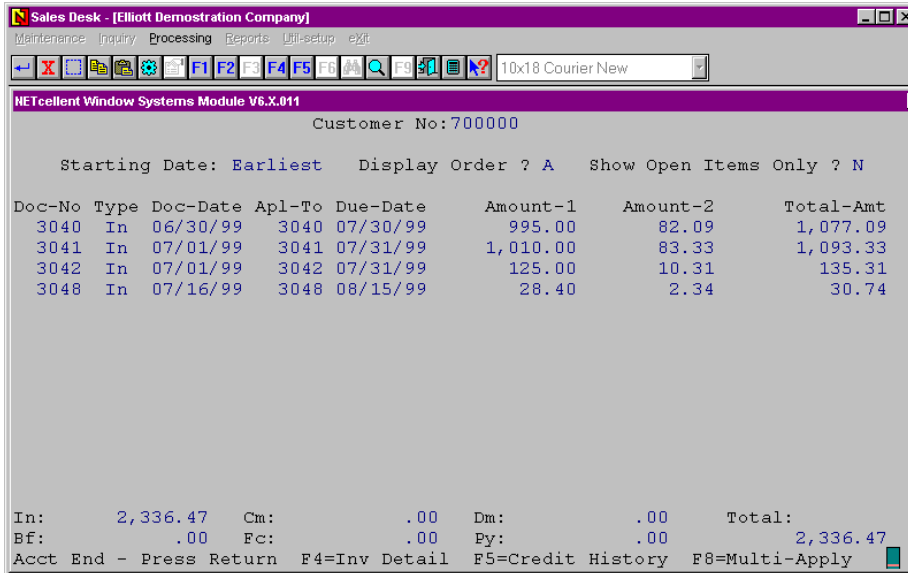 Sales Desk - [Elliott Demostration Company]
Maintenance Inquiry Processing Reports Util-setup eXit
X F1 F2 F3 F4 F5 F6 F9 10x18 Courier New
NETcellent Window Systems Module V6.X.011
Customer No:700000
Starting Date: Earliest Display Order ? A Show Open Items Only ? N
Doc-No Type Doc-Date Apl-To Due-Date Amount-1 Amount-2 Total-Amt
3040 In 06/30/99 3040 07/30/99 995.00 82.09 1,077.09
3041 In 07/01/99 3041 07/31/99 1,010.00 83.33 1,093.33
3042 In 07/01/99 3042 07/31/99 125.00 10.31 135.31
3048 In 07/16/99 3048 08/15/99 28.40 2.34 30.74
In: 2,336.47 Cm: .00 Dm: .00 Total:
Bf: .00 Fc: .00 Py: .00 2,336.47
Acct End - Press Return F4=Inv Detail F5=Credit History F8=Multi-Apply